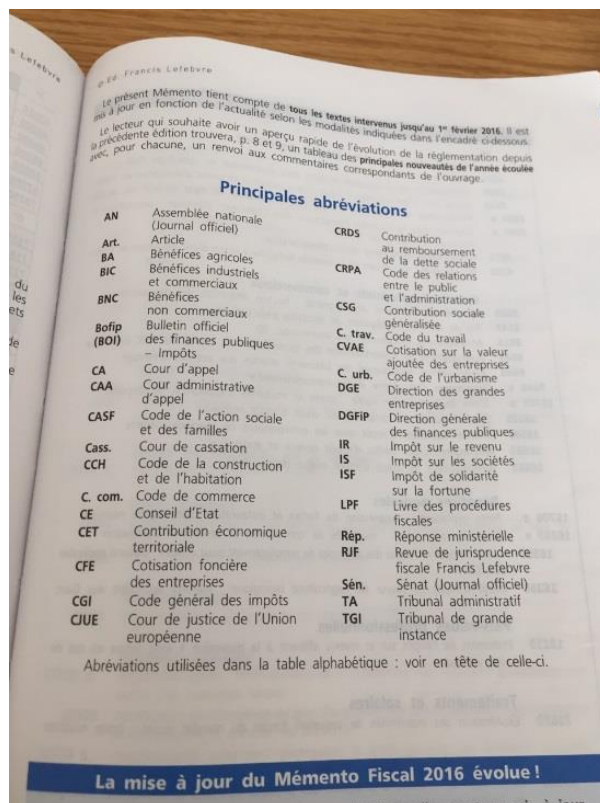 s Lefebvre
© Ed. Francis Lefebvre
Le présent Mémento tient compte de tous les textes intervenus jusqu'au 1er février 2016. Il est
mis à jour en fonction de l'actualité selon les modalités indiquées dans l'encadré ci-dessous.
Le lecteur qui souhaite avoir un aperçu rapide de l'évolution de la réglementation depuis
la précédente édition trouvera, p. 8 et 9, un tableau des principales nouveautés de l'année écoulée
avec, pour chacune, un renvoi aux commentaires correspondants de l'ouvrage.
Principales abréviations
AN Assemblée nationale
(Journal officiel)
Art. Article
BA Bénéfices agricoles
BIC Bénéfices industriels
et commerciaux
BNC Bénéfices
non commerciaux
Bofip Bulletin officiel
(BOI) des finances publiques
– Impôts
CA Cour d'appel
CAA Cour administrative
d'appel
CASF Code de l'action sociale
et des familles
Cass. Cour de cassation
CCH Code de la construction
et de l'habitation
C. com. Code de commerce
CE Conseil d'Etat
CET Contribution économique
territoriale
CFE Cotisation foncière
des entreprises
CGI Code général des impôts
CJUE Cour de justice de l'Union
européenne
CRDS Contribution
au remboursement
de la dette sociale
CRPA Code des relations
entre le public
et l'administration
CSG Contribution sociale
généralisée
C. trav. Code du travail
CVAE Cotisation sur la valeur
ajoutée des entreprises
C. urb. Code de l'urbanisme
DGE Direction des grandes
entreprises
DGFiP Direction générale
des finances publiques
IR Impôt sur le revenu
IS Impôt sur les sociétés
ISF Impôt de solidarité
sur la fortune
LPF Livre des procédures
fiscales
Rép. Réponse ministérielle
RJF Revue de jurisprudence
fiscale Francis Lefebvre
Sén. Sénat (Journal officiel)
TA Tribunal administratif
TGI Tribunal de grande
instance
Abréviations utilisées dans la table alphabétique : voir en tête de celle-ci.
La mise à jour du Mémento Fiscal 2016 évolue !
du
les
ets